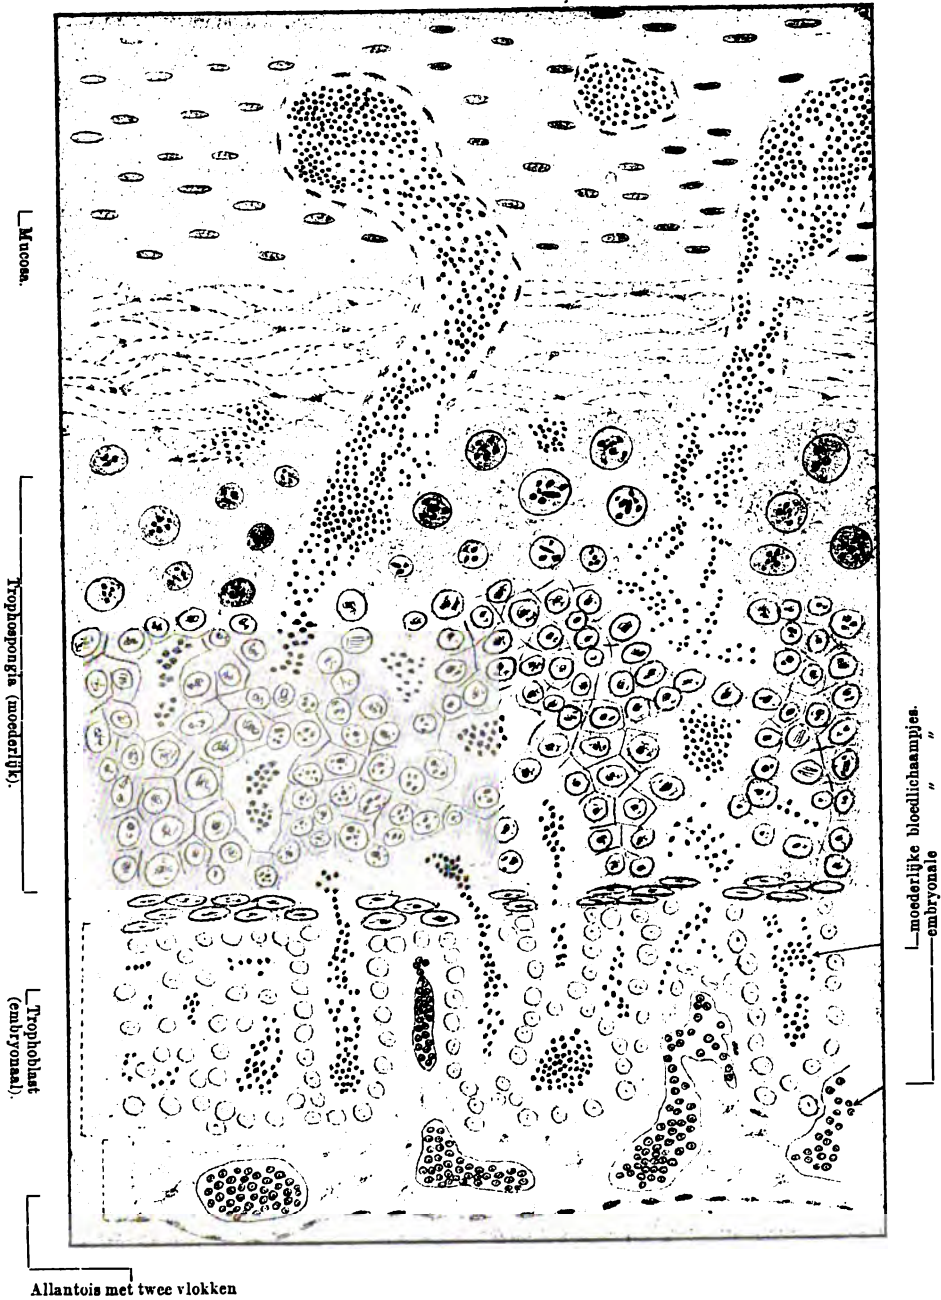 Mucosa.
Trophospongia (moederlijk).
Trophoblast
(embryonaal).
Allantois met twee vlokken
moederlijke bloedlichaampjes.
embryonale „ „